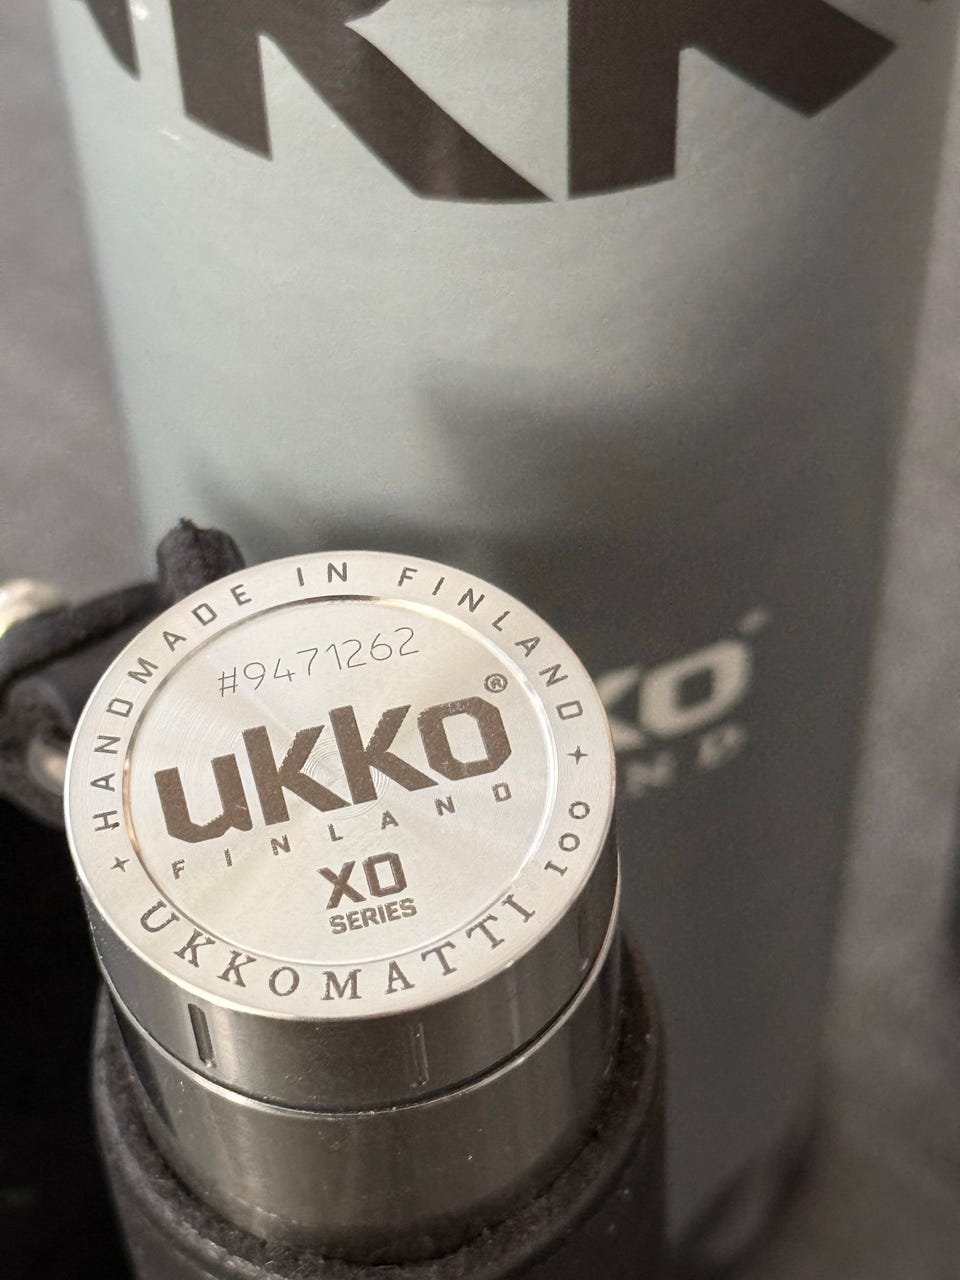 HANDMADE IN FINLAND
#9471262
ukko®
FINLAND
XO
SERIES
UKKOMATTI 100